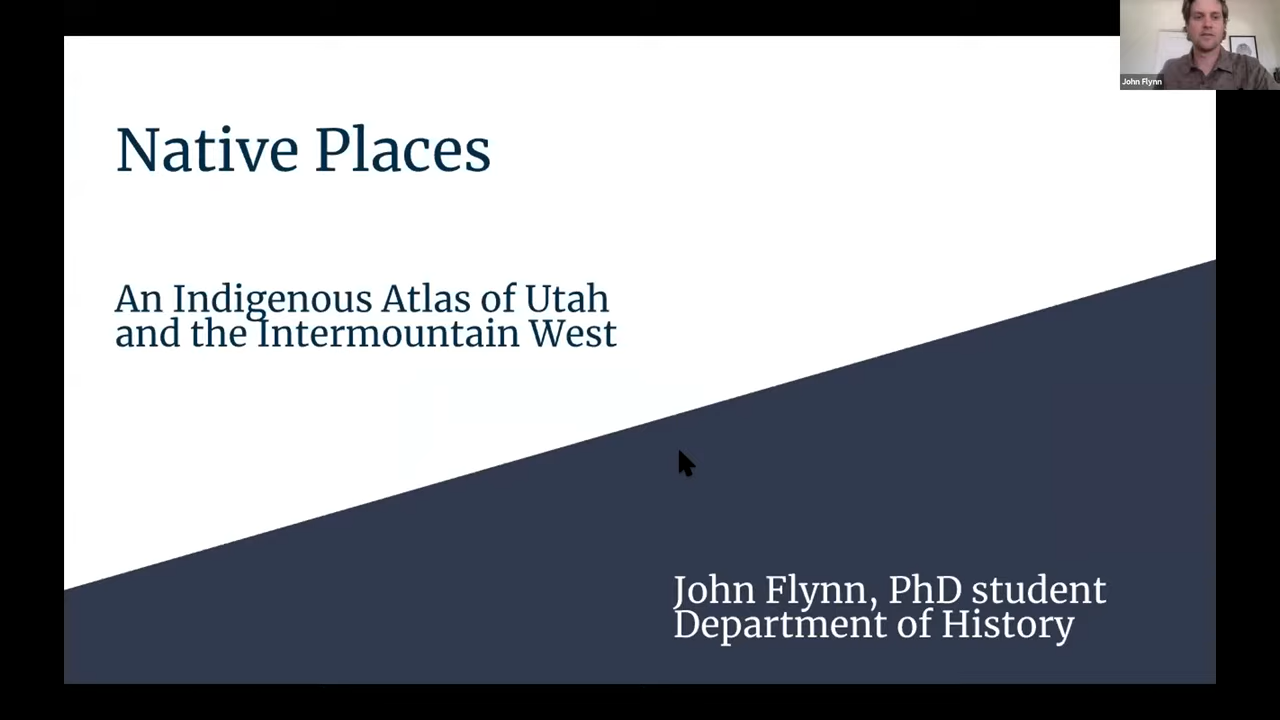 John Flynn
Native Places
An Indigenous Atlas of Utah
and the Intermountain West
John Flynn, PhD student
Department of History